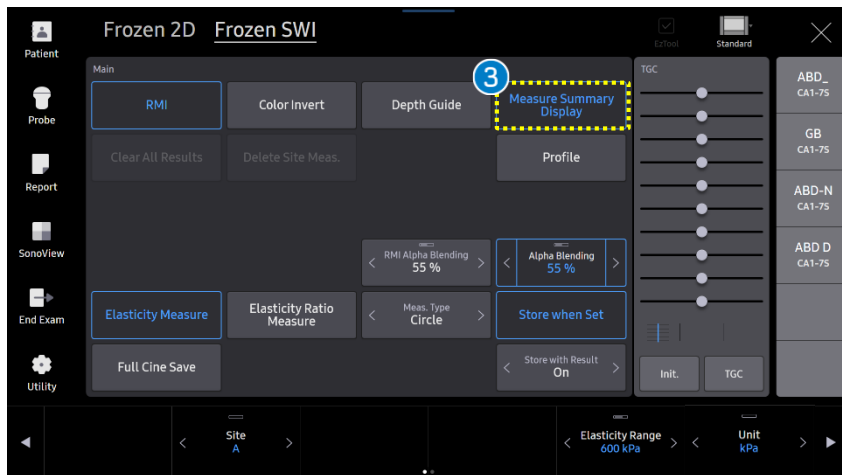 Patient
Frozen 2D
Frozen SWI
EzTool
Standard
Main
3
TGC
RMI
Color Invert
Depth Guide
Measure Summary
Display
ABD_
CA1-7S
Probe
Clear All Results
Delete Site Meas.
Profile
GB
CA1-7S
Report
ABD-N
CA1-7S
SonoView
RMI Alpha Blending
55 %
Alpha Blending
55 %
ABD D
CA1-7S
End Exam
Elasticity Measure
Elasticity Ratio
Measure
Meas. Type
Circle
Store when Set
Utility
Full Cine Save
Store with Result
On
Init.
TGC
Site
A
Elasticity Range
600 kPa
Unit
kPa